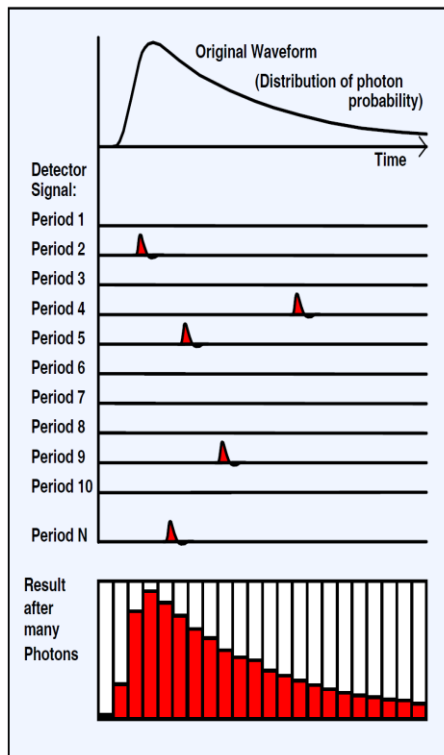 Original Waveform
(Distribution of photon
probability)
Time
Detector
Signal:
Period 1
Period 2
Period 3
Period 4
Period 5
Period 6
Period 7
Period 8
Period 9
Period 10
Period N
Result
after
many
Photons